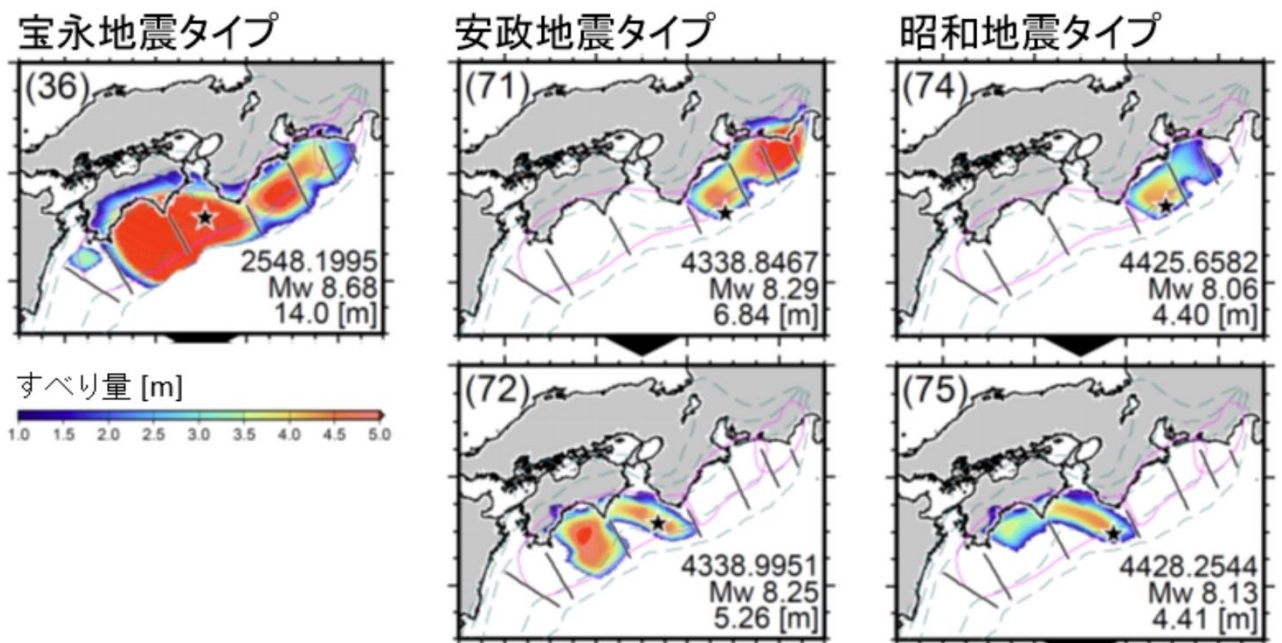 宝永地震タイプ
(36)
2548.1995
Mw 8.68
14.0 [m]
すべり量 [m]
1.0 1.5 2.0 2.5 3.0 3.5 4.0 4.5 5.0
安政地震タイプ
(71)
4338.8467
Mw 8.29
6.84 [m]
(72)
4338.9951
Mw 8.25
5.26 [m]
昭和地震タイプ
(74)
4425.6582
Mw 8.06
4.40 [m]
(75)
4428.2544
Mw 8.13
4.41 [m]